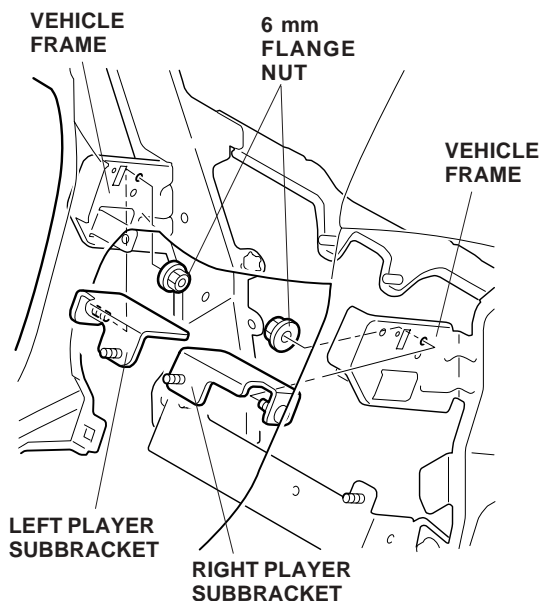 VEHICLE
FRAME
6 mm
FLANGE
NUT
VEHICLE
FRAME
LEFT PLAYER
SUBBRACKET
RIGHT PLAYER
SUBBRACKET